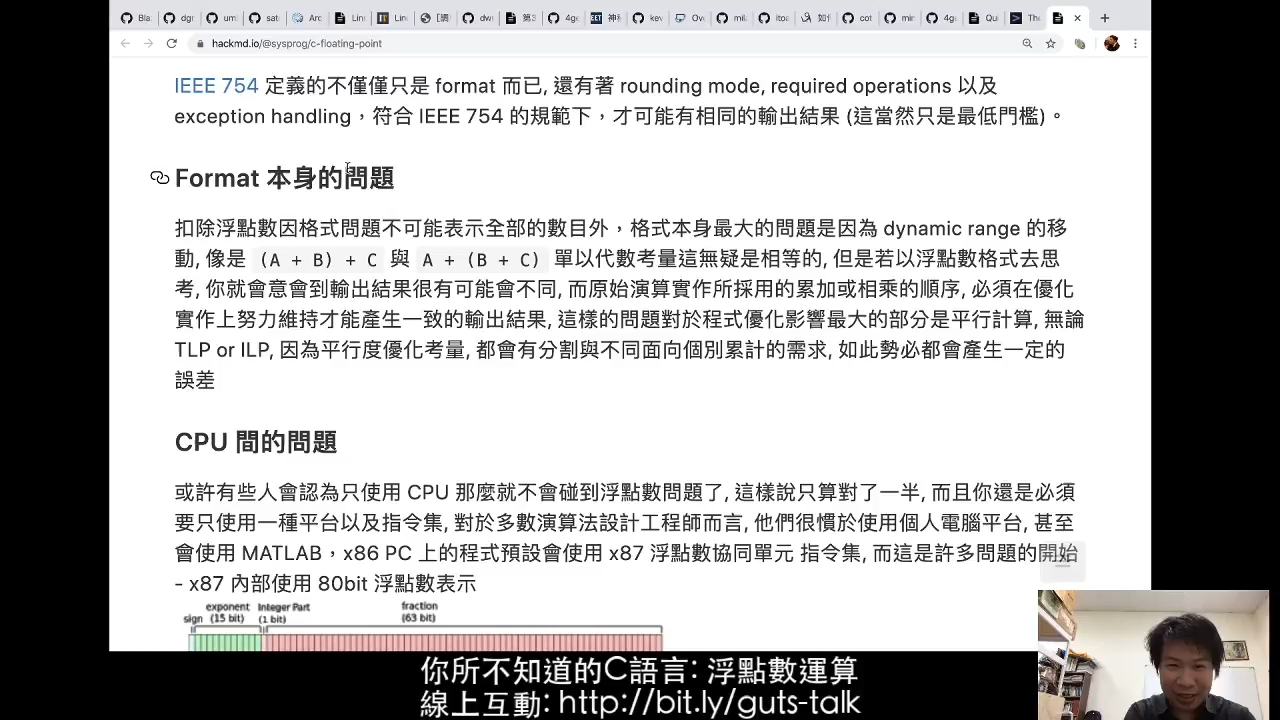 hackmd.io/@sysprog/c-floating-point
IEEE 754 定義的不僅僅只是 format 而已, 還有著 rounding mode, required operations 以及
exception handling，符合 IEEE 754 的規範下，才可能有相同的輸出結果 (這當然只是最低門檻)。
Format 本身的問題
扣除浮點數因格式問題不可能表示全部的數目外，格式本身最大的問題是因為 dynamic range 的移
動, 像是 (A + B) + C 與 A + (B + C) 單以代數考量這無疑是相等的, 但是若以浮點數格式去思
考, 你就會意會到輸出結果很有可能會不同, 而原始演算實作所採用的累加或相乘的順序, 必須在優化
實作上努力維持才能產生一致的輸出結果, 這樣的問題對於程式優化影響最大的部分是平行計算, 無論
TLP or ILP, 因為平行度優化考量, 都會有分割與不同面向個別累計的需求, 如此勢必都會產生一定的
誤差
CPU 間的問題
或許有些人會認為只使用 CPU 那麼就不會碰到浮點數問題了, 這樣說只算對了一半, 而且你還是必須
要只使用一種平台以及指令集, 對於多數演算法設計工程師而言, 他們很慣於使用個人電腦平台, 甚至
會使用 MATLAB，x86 PC 上的程式預設會使用 x87 浮點數協同單元 指令集, 而這是許多問題的開始
- x87 內部使用 80bit 浮點數表示
exponent Integer Part fraction
sign (15 bit) (1 bit) (63 bit)
你所不知道的C語言: 浮點數運算
線上互動: http://bit.ly/guts-talk